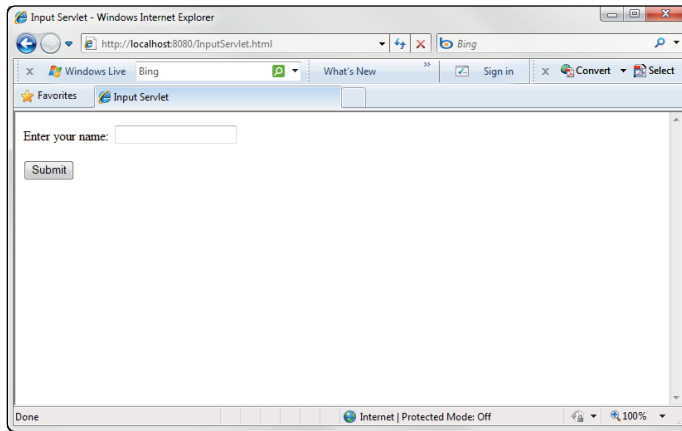 Input Servlet - Windows Internet Explorer
http://localhost:8080/InputServlet.html
Bing
x Windows Live Bing What's New » Sign in x Convert Select
Favorites Input Servlet
Enter your name:
Submit
Done Internet | Protected Mode: Off 100%